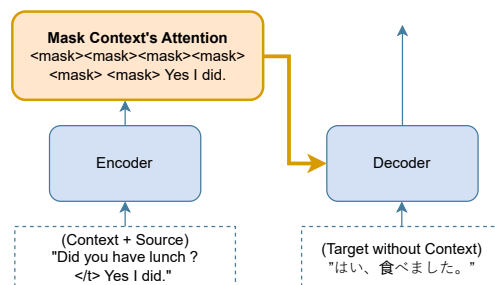 Mask Context's Attention
<mask><mask><mask><mask>
<mask> <mask> Yes I did.
Encoder
Decoder
(Context + Source)
"Did you have lunch ?
</t> Yes I did."
(Target without Context)
"はい、食べました。"